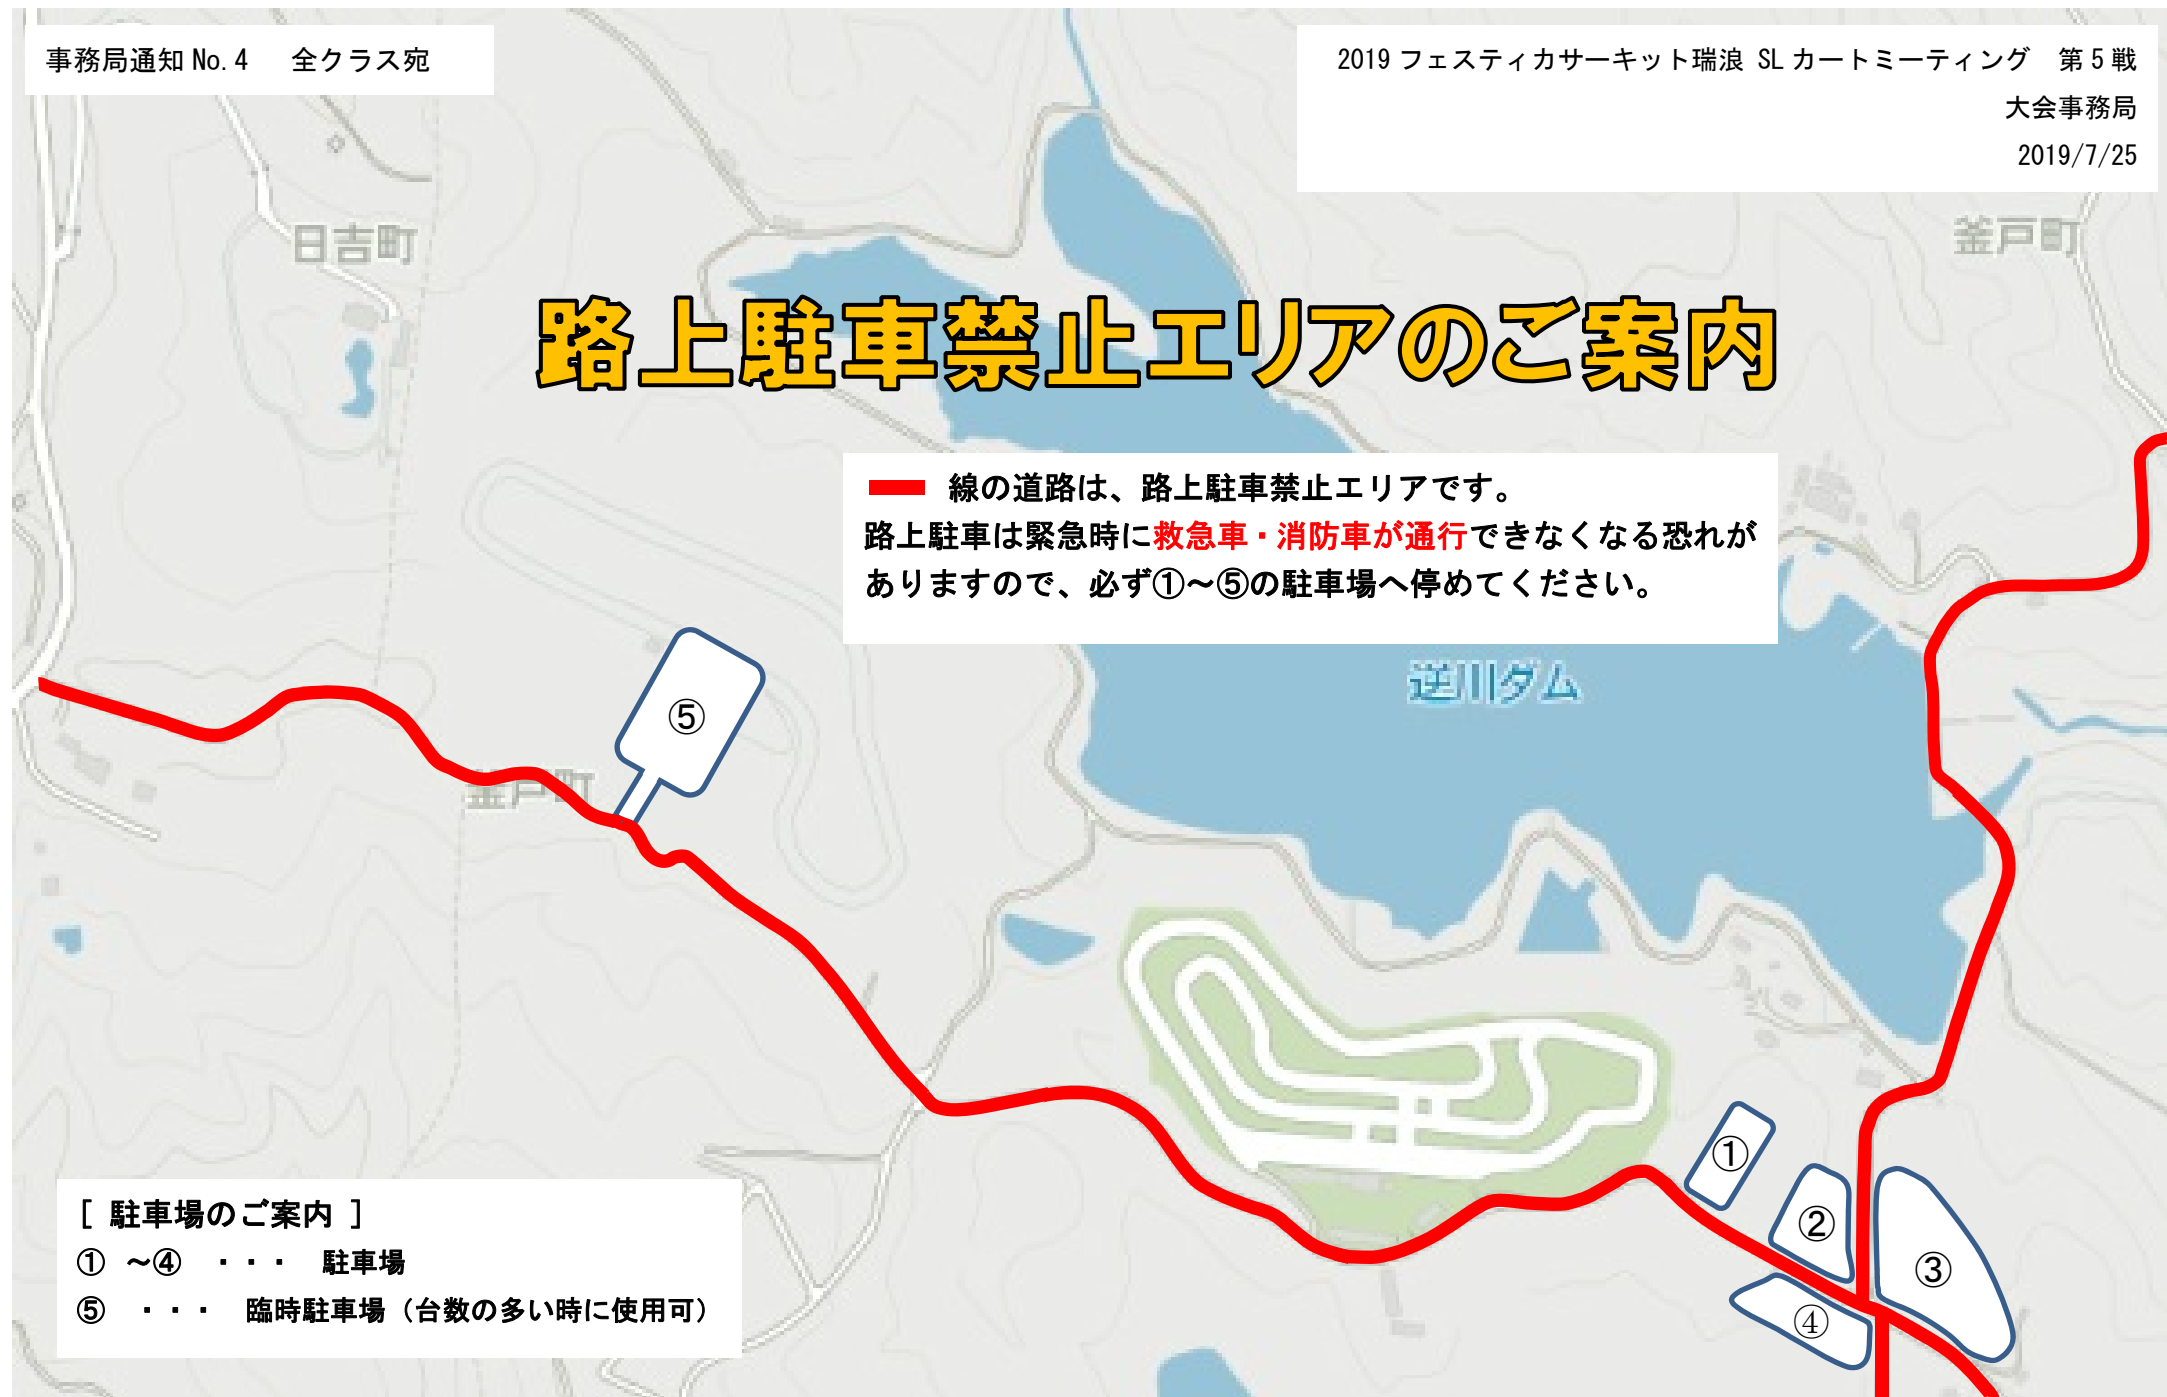 事務局通知 No.4　全クラス宛
2019 フェスティカサーキット瑞浪 SL カートミーティング　第 5 戦
大会事務局
2019/7/25
日吉町
釜戸町
路上駐車禁止エリアのご案内
線の道路は、路上駐車禁止エリアです。
路上駐車は緊急時に救急車・消防車が通行できなくなる恐れが
ありますので、必ず①～⑤の駐車場へ停めてください。
逆川ダム
⑤
釜戸町
①
②
③
④
[ 駐車場のご案内 ]
① ～④ ・・・ 駐車場
⑤ ・・・ 臨時駐車場（台数の多い時に使用可）